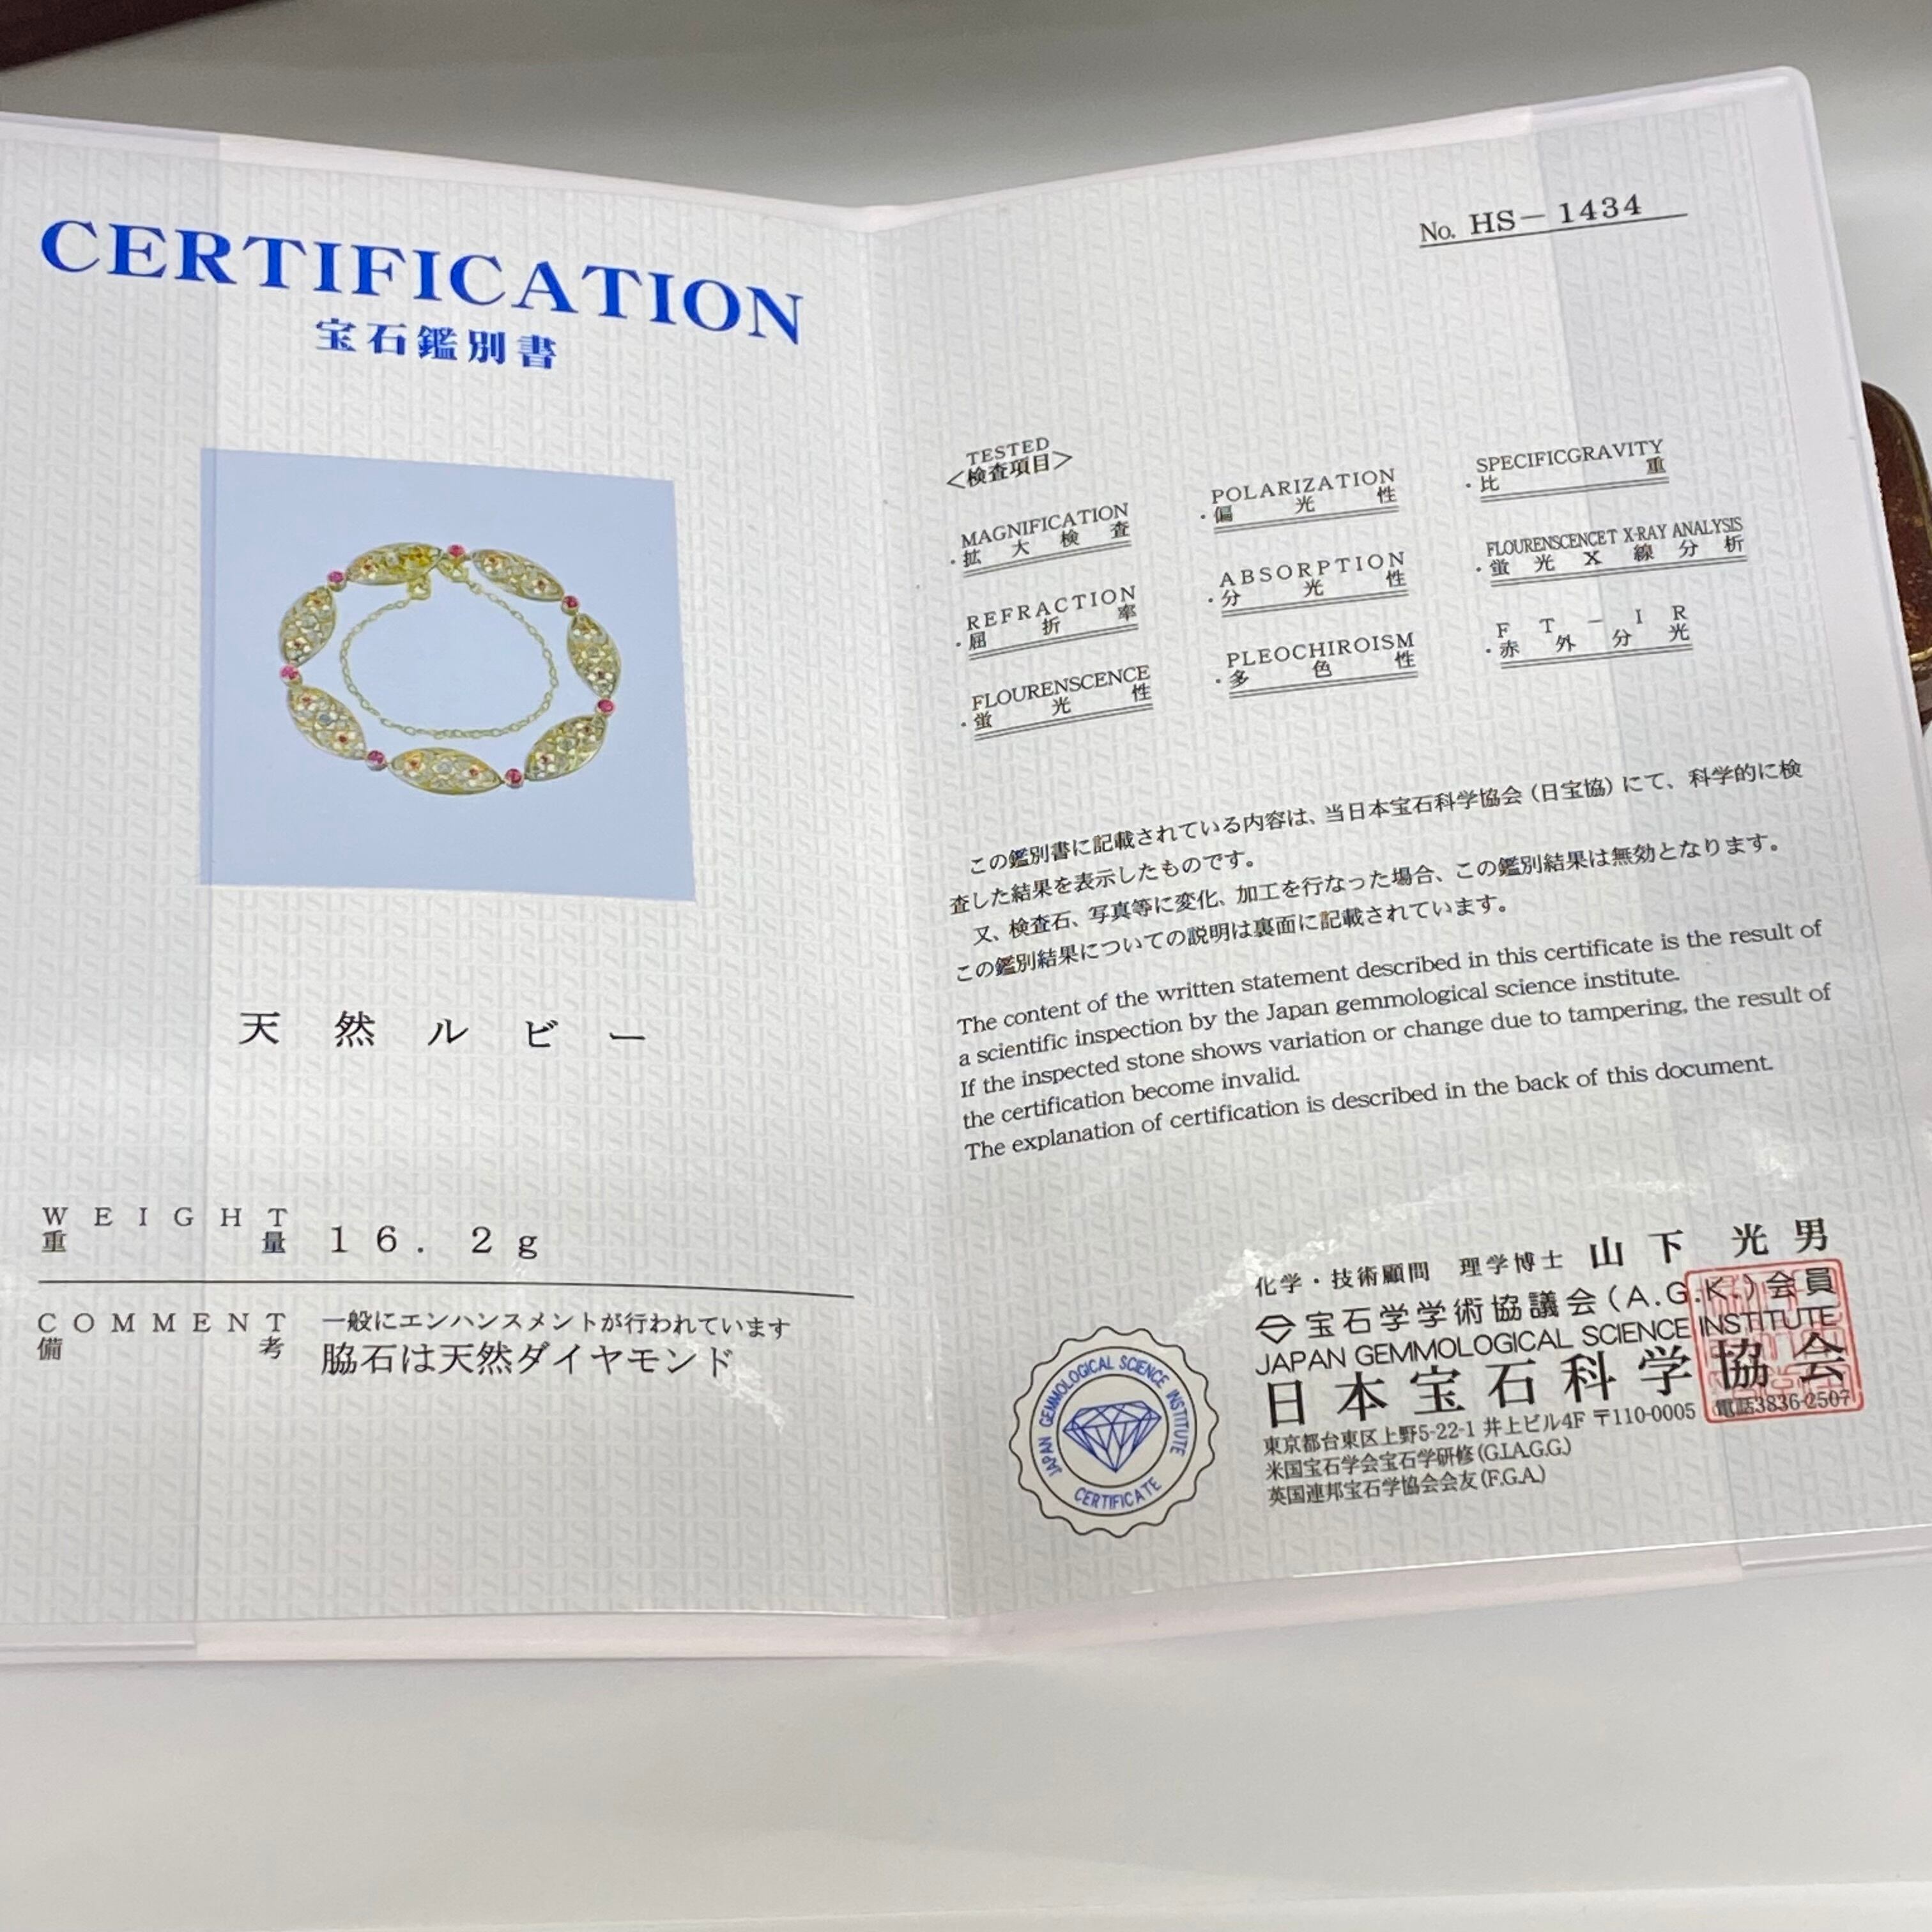 CERTIFICATION
宝石鑑別書
天然ルビー
WEIGHT
重量 16.2g
COMMENT 一般にエンハンスメントが行われています
備考 脇石は天然ダイヤモンド
No. HS-1434
TESTED
<検査項目>
MAGNIFICATION
・拡大検査
REFRACTION
・屈折率
FLOURENSCENCE
・蛍光性
POLARIZATION
・偏光性
ABSORPTION
・分光性
PLEOCHIROISM
・多色性
SPECIFICGRAVITY
・比重
FLOURENSCENCET X-RAY ANALYSIS
・蛍光X線分析
FT-IR
・赤外分光
この鑑別書に記載されている内容は、当日本宝石科学協会(日宝協)にて、科学的に検
査した結果を表示したものです。
又、検査石、写真等に変化、加工を行なった場合、この鑑別結果は無効となります。
この鑑別結果についての説明は裏面に記載されています。
The content of the written statement described in this certificate is the result of
a scientific inspection by the Japan gemmological science institute.
If the inspected stone shows variation or change due to tampering, the result of
the certification become invalid.
The explanation of certification is described in the back of this document.
化学・技術顧問 理学博士 山下 光男
宝石学学術協議会(A.G.K.)会員
JAPAN GEMMOLOGICAL SCIENCE INSTITUTE
日本宝石科学協会
東京都台東区上野5-22-1 井上ビル4F 〒110-0005 電話3836-2507
米国宝石学会宝石学研修(G.I.A.G.G.)
英国連邦宝石学協会会友(F.G.A.)
JAPAN GEMMOLOGICAL SCIENCE INSTITUTE
CERTIFICATE